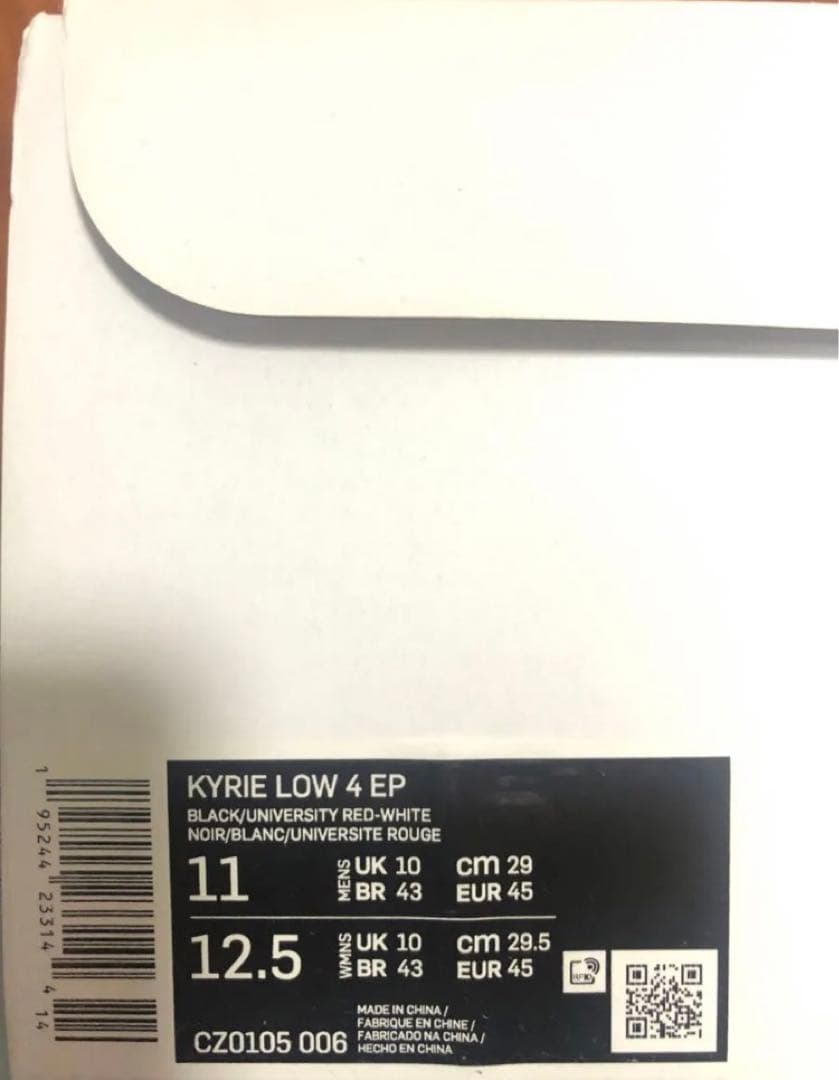 KYRIE LOW 4 EP
BLACK/UNIVERSITY RED-WHITE
NOIR/BLANC/UNIVERSITE ROUGE
11 MENS UK 10 cm 29
BR 43 EUR 45
12.5 WMNS UK 10 cm 29.5
BR 43 EUR 45
RFID
MADE IN CHINA /
FABRIQUE EN CHINE /
FABRICADO NA CHINA /
HECHO EN CHINA
CZ0105 006
1 95244 23314 4 14